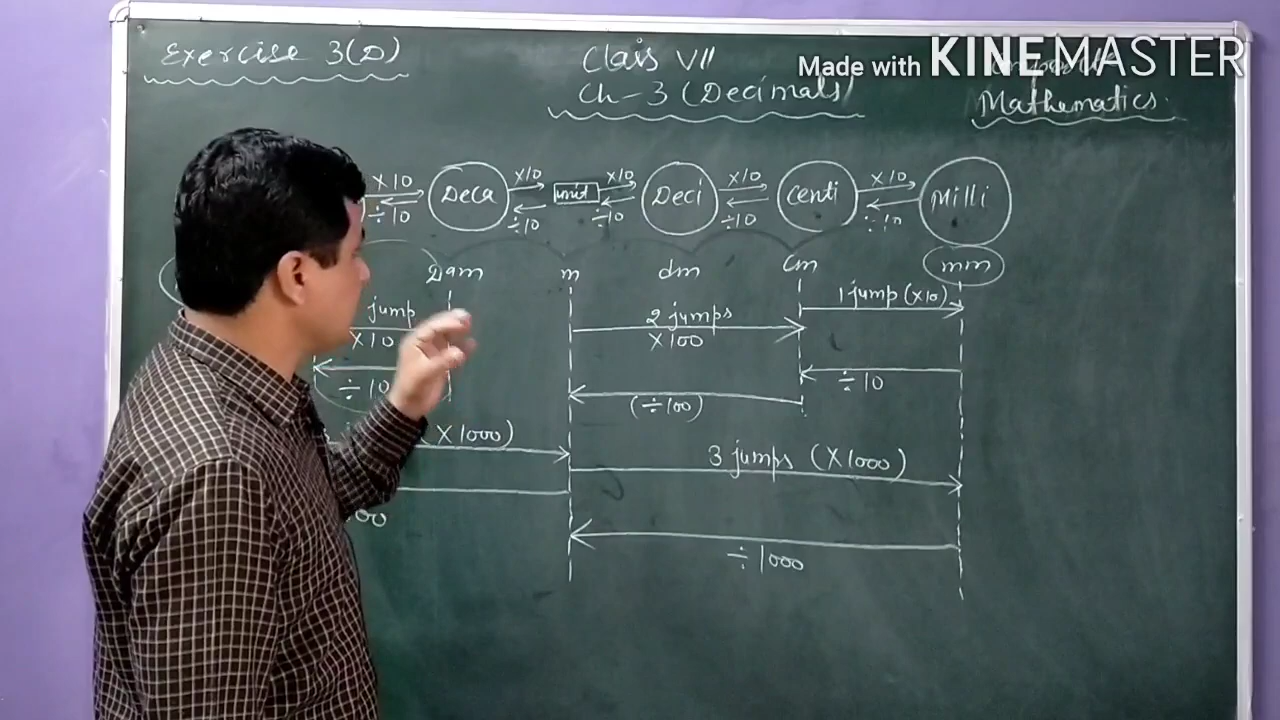 Exercise 3(D)
Class VII
Made with KINEMASTER
Ch-3 (Decimals)
Mathematics
X10 X10 X10 X10 X10
Deca unit Deci Centi Milli
÷10 ÷10 ÷10 ÷10 ÷10
Dam m dm Cm mm
jump 2 jumps 1 jump (X10)
X10 X100
÷10 (÷100) ÷10
X1000) 3 jumps (X1000)
00
÷1000